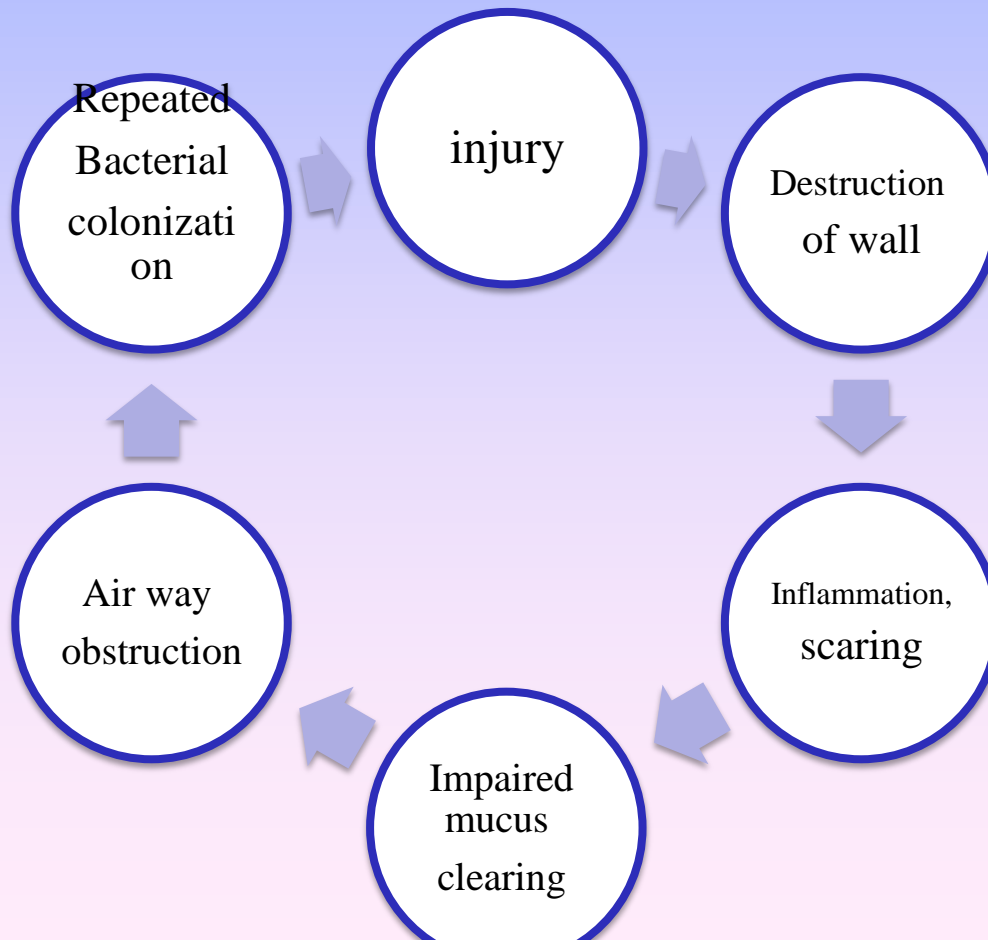 Repeated
Bacterial
colonizati
on
injury
Destruction
of wall
Inflammation,
scaring
Impaired
mucus
clearing
Air way
obstruction